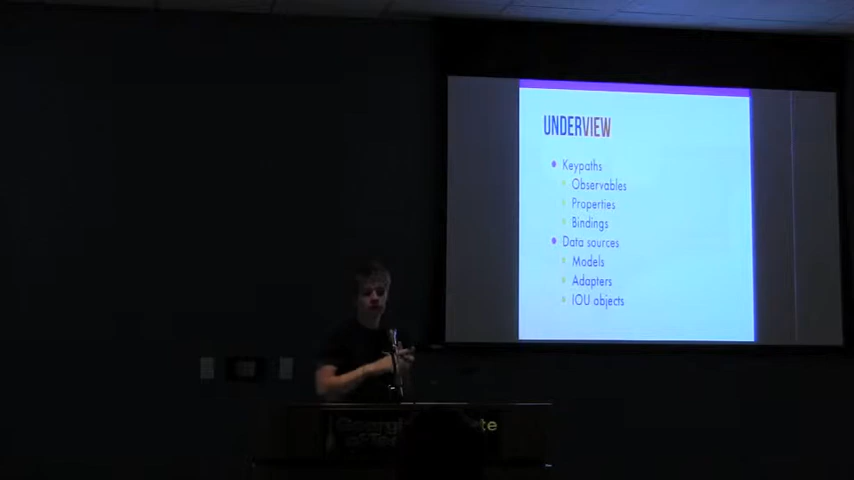 UNDERVIEW
Keypaths
Observables
Properties
Bindings
Data sources
Models
Adapters
IOU objects